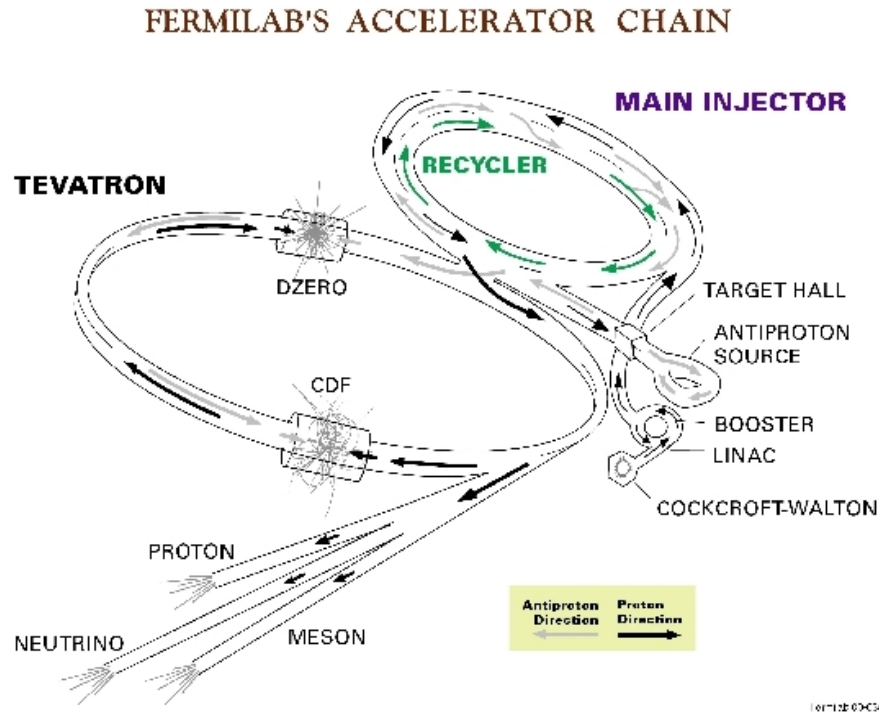 FERMILAB'S ACCELERATOR CHAIN
MAIN INJECTOR
RECYCLER
TEVATRON
DZERO
TARGET HALL
ANTIPROTON
SOURCE
CDF
BOOSTER
LINAC
COCKCROFT-WALTON
PROTON
Antiproton Proton
Direction Direction
NEUTRINO
MESON